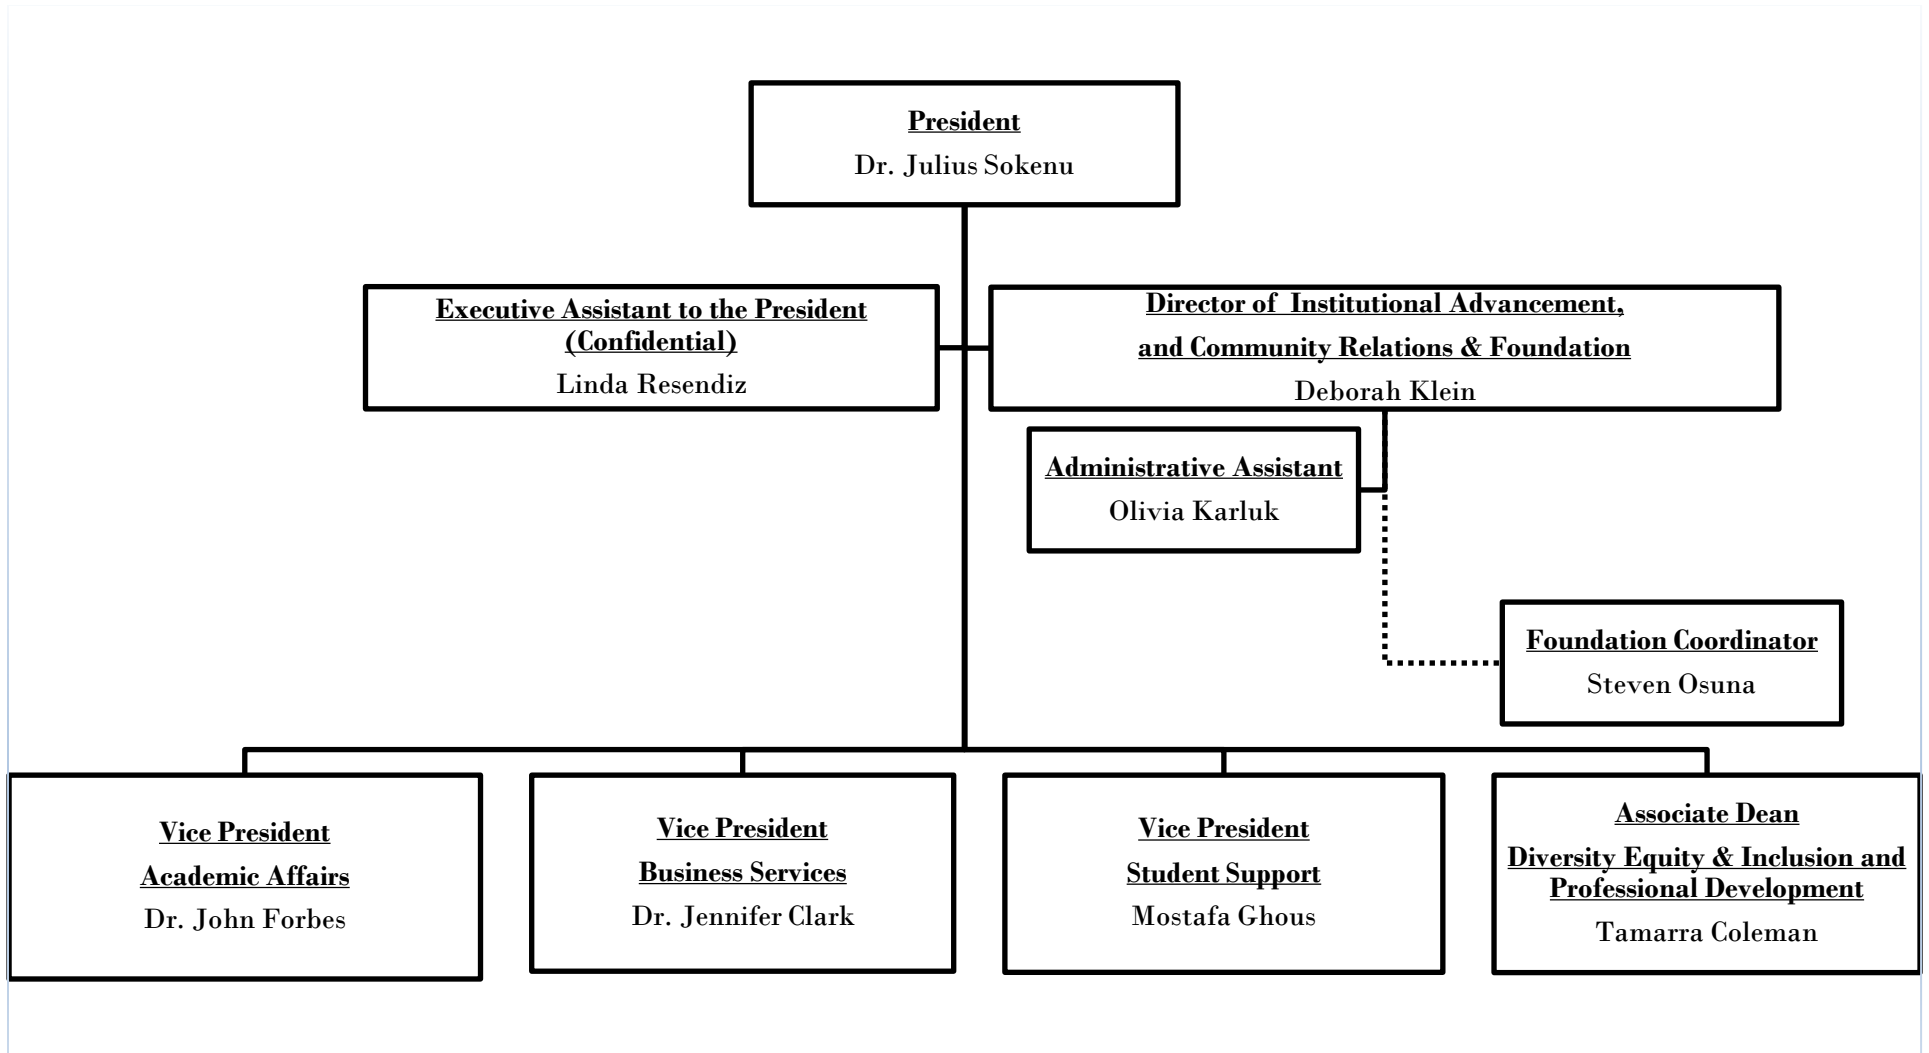 President
Dr. Julius Sokenu
Executive Assistant to the President
(Confidential)
Linda Resendiz
Director of  Institutional Advancement,
and Community Relations & Foundation
Deborah Klein
Administrative Assistant
Olivia Karluk
Foundation Coordinator
Steven Osuna
Vice President
Academic Affairs
Dr. John Forbes
Vice President
Business Services
Dr. Jennifer Clark
Vice President
Student Support
Mostafa Ghous
Associate Dean
Diversity Equity & Inclusion and
Professional Development
Tamarra Coleman